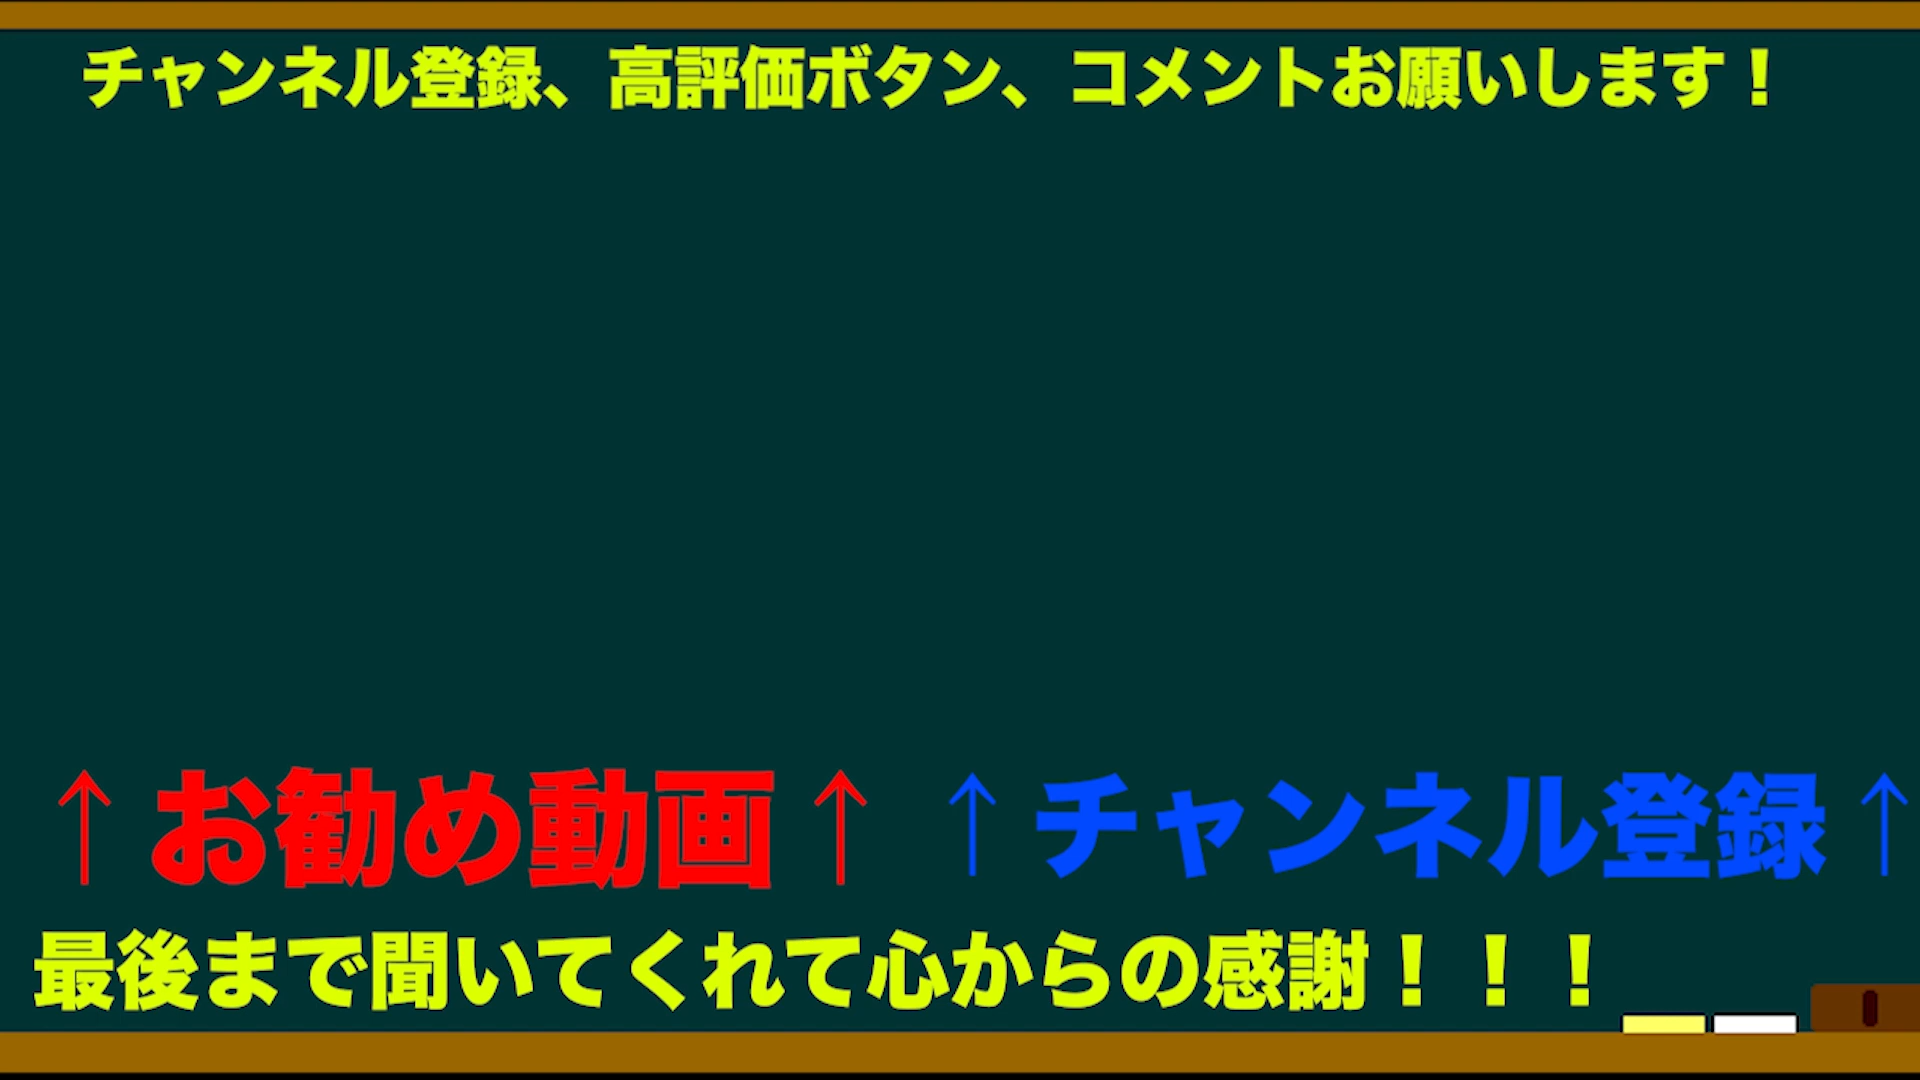 チャンネル登録、高評価ボタン、コメントお願いします！
↑お勧め動画↑ ↑チャンネル登録↑
最後まで聞いてくれて心からの感謝！！！